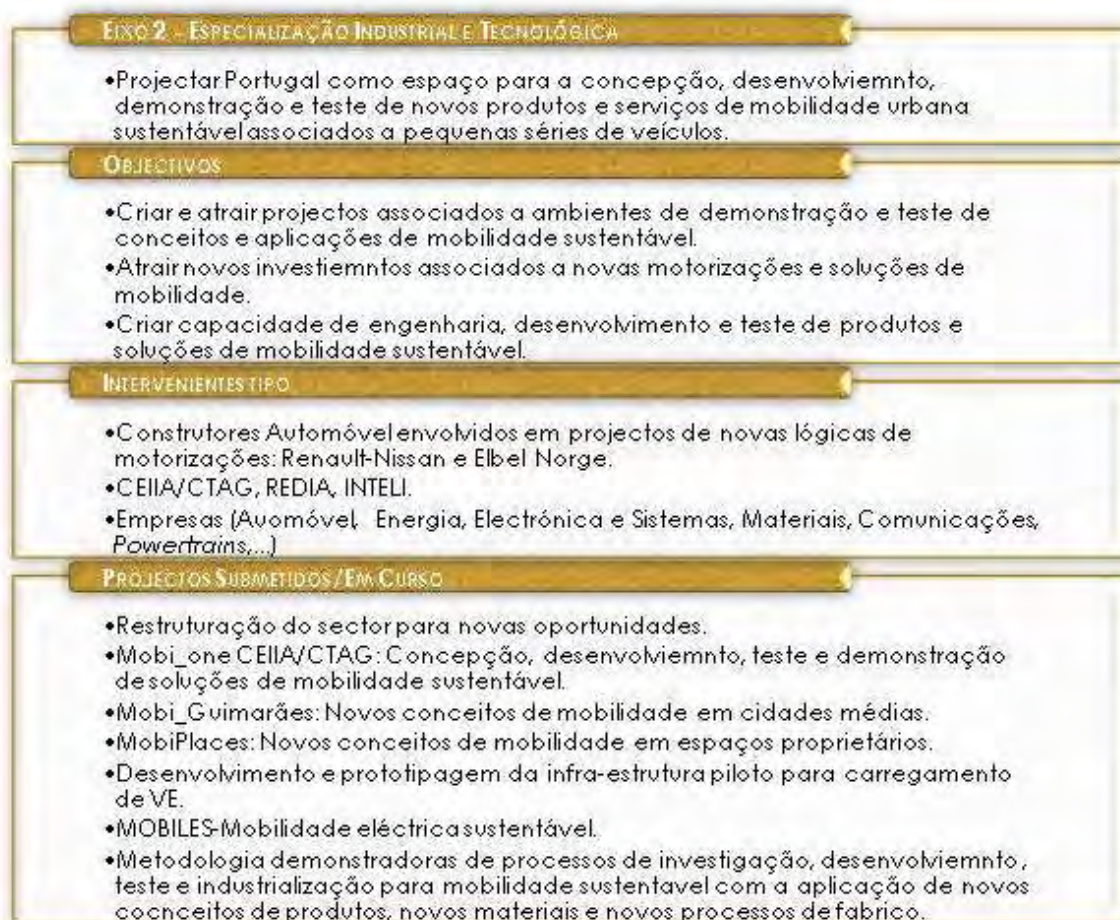 EIXO 2 - ESPECIALIZAÇÃO INDUSTRIAL E TECNOLÓGICA
•Projectar Portugal como espaço para a concepção, desenvolviemnto,
demonstração e teste de novos produtos e serviços de mobilidade urbana
sustentável associados a pequenas séries de veículos.
OBJECTIVOS
•Criar e atrair projectos associados a ambientes de demonstração e teste de
conceitos e aplicações de mobilidade sustentável.
•Atrair novos investiemntos associados a novas motorizações e soluções de
mobilidade.
•Criar capacidade de engenharia, desenvolvimento e teste de produtos e
soluções de mobilidade sustentável.
INTERVENIENTES TIPO
•Construtores Automóvel envolvidos em projectos de novas lógicas de
motorizações: Renault-Nissan e Elbel Norge.
•CEIIA/CTAG, REDIA, INTELI.
•Empresas (Auomóvel, Energia, Electrónica e Sistemas, Materiais, Comunicações,
Powertrains,...)
PROJECTOS SUBMETIDOS/EM CURSO
•Restruturação do sector para novas oportunidades.
•Mobi_one CEIIA/CTAG: Concepção, desenvolviemnto, teste e demonstração
de soluções de mobilidade sustentável.
•Mobi_Guimarães: Novos conceitos de mobilidade em cidades médias.
•MobiPlaces: Novos conceitos de mobilidade em espaços proprietários.
•Desenvolvimento e prototipagem da infra-estrutura piloto para carregamento
de VE.
•MOBILES-Mobilidade eléctrica sustentável.
•Metodologia demonstradoras de processos de investigação, desenvolviemnto,
teste e industrialização para mobilidade sustentavel com a aplicação de novos
cocnceitos de produtos, novos materiais e novos processos de fabrico.